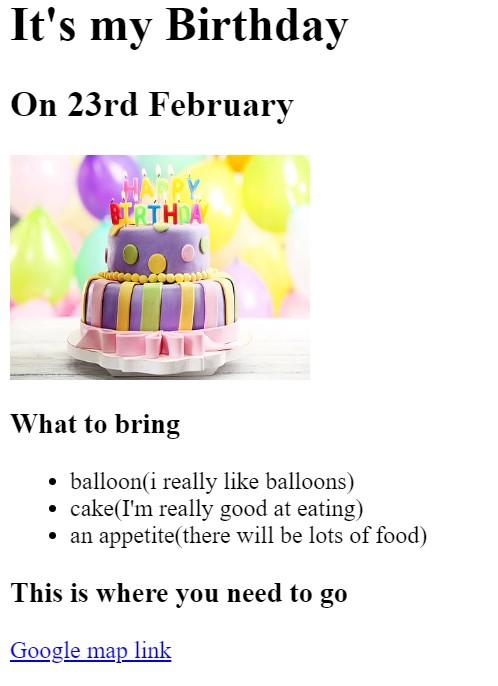 It's my Birthday
On 23rd February
HAPPY
BIRTHDAY
What to bring
balloon(i really like balloons)
cake(I'm really good at eating)
an appetite(there will be lots of food)
This is where you need to go
Google map link